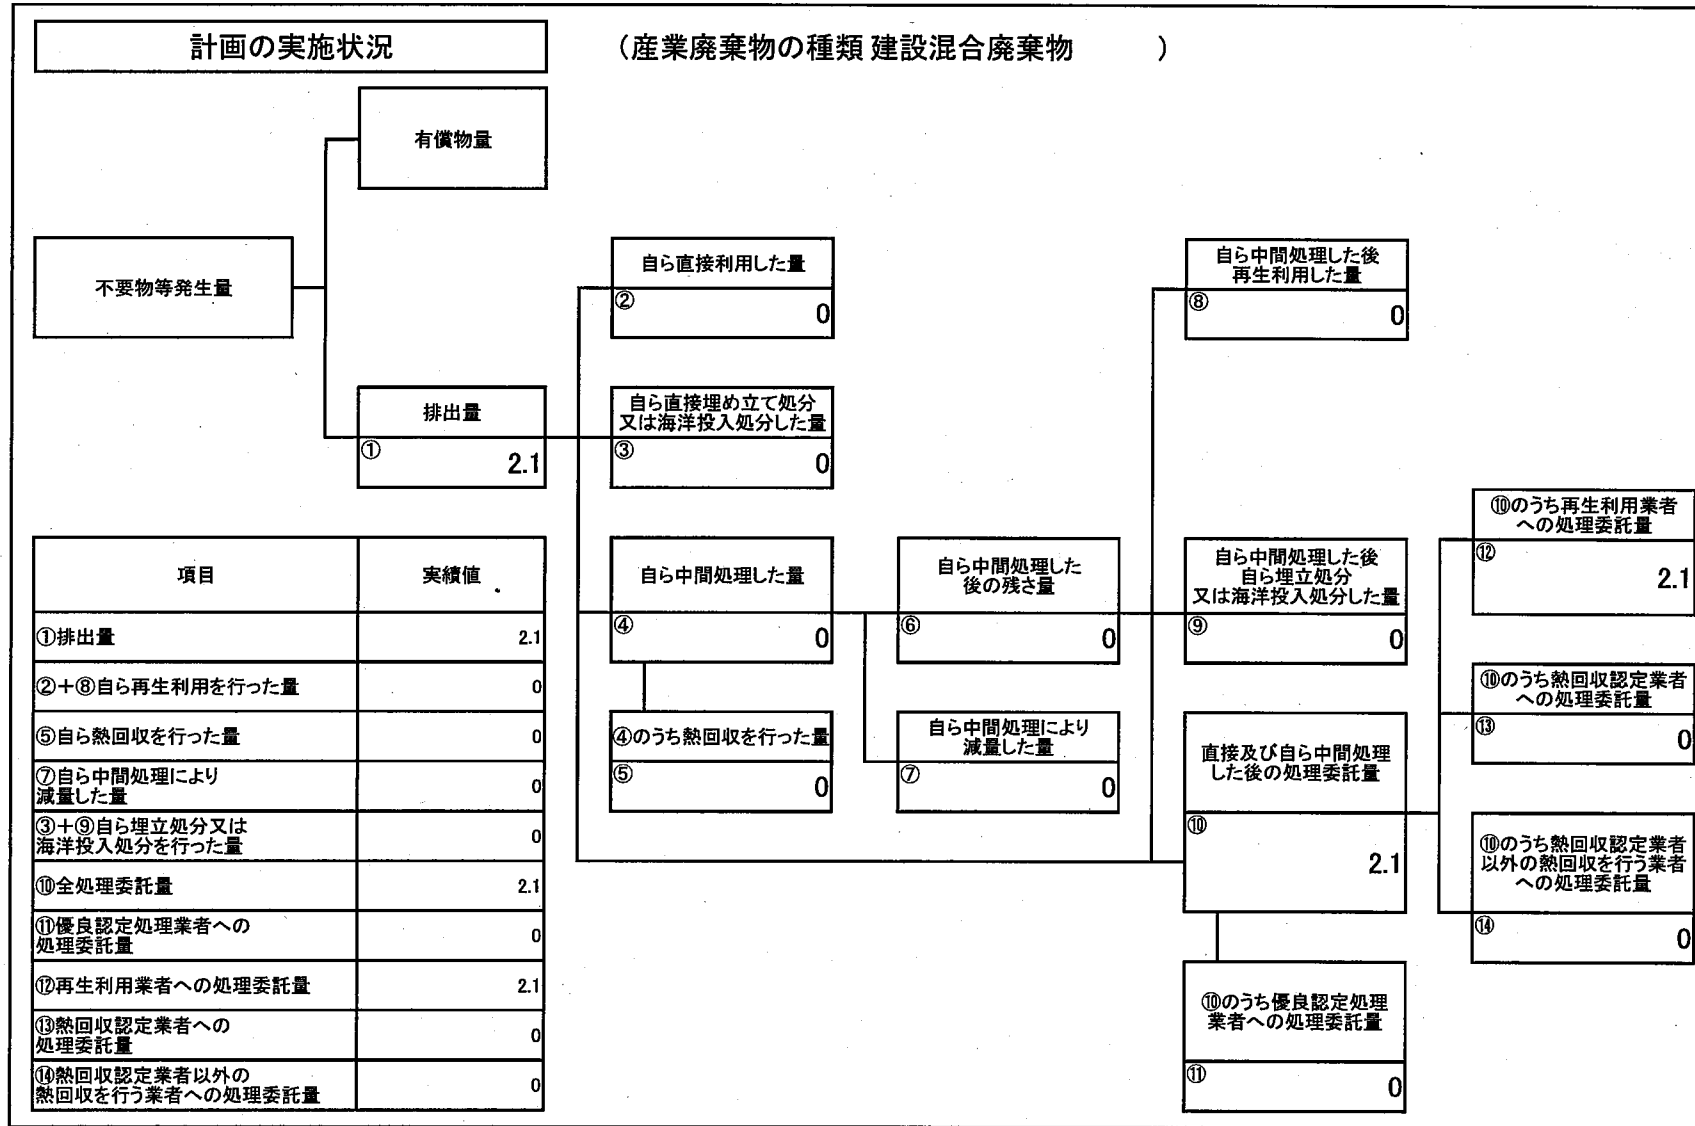 計画の実施状況
(産業廃棄物の種類 建設混合廃棄物 )
有償物量
不要物等発生量
排出量
①
2.1
自ら直接利用した量
②
0
自ら直接埋め立て処分
又は海洋投入処分した量
③
0
自ら中間処理した量
④
0
④のうち熱回収を行った量
⑤
0
自ら中間処理した
後の残さ量
⑥
0
自ら中間処理により
減量した量
⑦
0
自ら中間処理した後
再生利用した量
⑧
0
自ら中間処理した後
自ら埋立処分
又は海洋投入処分した量
⑨
0
直接及び自ら中間処理
した後の処理委託量
⑩
2.1
⑩のうち優良認定処理
業者への処理委託量
⑪
0
⑩のうち再生利用業者
への処理委託量
⑫
2.1
⑩のうち熱回収認定業者
への処理委託量
⑬
0
⑩のうち熱回収認定業者
以外の熱回収を行う業者
への処理委託量
⑭
0
項目 実績値
①排出量 2.1
②+⑧自ら再生利用を行った量 0
⑤自ら熱回収を行った量 0
⑦自ら中間処理により
減量した量 0
③+⑨自ら埋立処分又は
海洋投入処分を行った量 0
⑩全処理委託量 2.1
⑪優良認定処理業者への
処理委託量 0
⑫再生利用業者への処理委託量 2.1
⑬熱回収認定業者への
処理委託量 0
⑭熱回収認定業者以外の
熱回収を行う業者への処理委託量 0